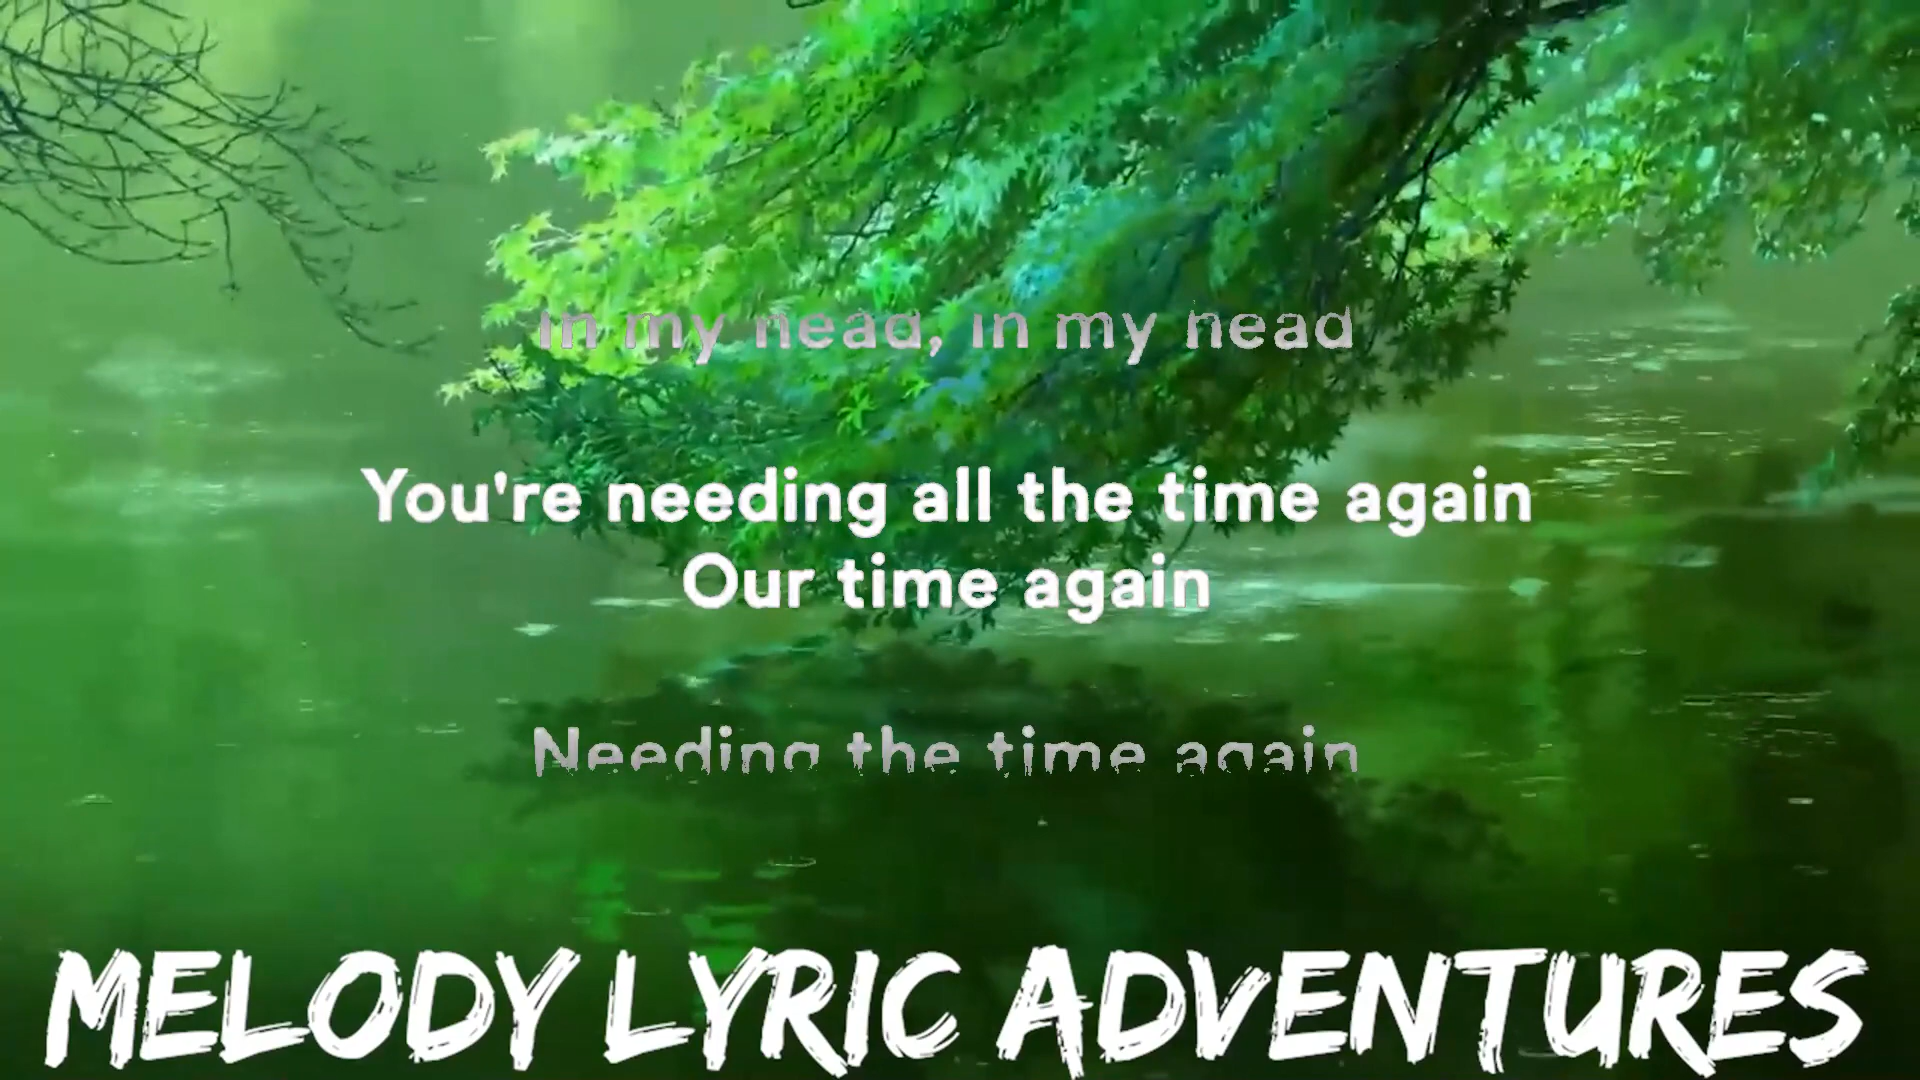 In my head, in my head
You're needing all the time again
Our time again
Needing the time again
MELODY LYRIC ADVENTURES